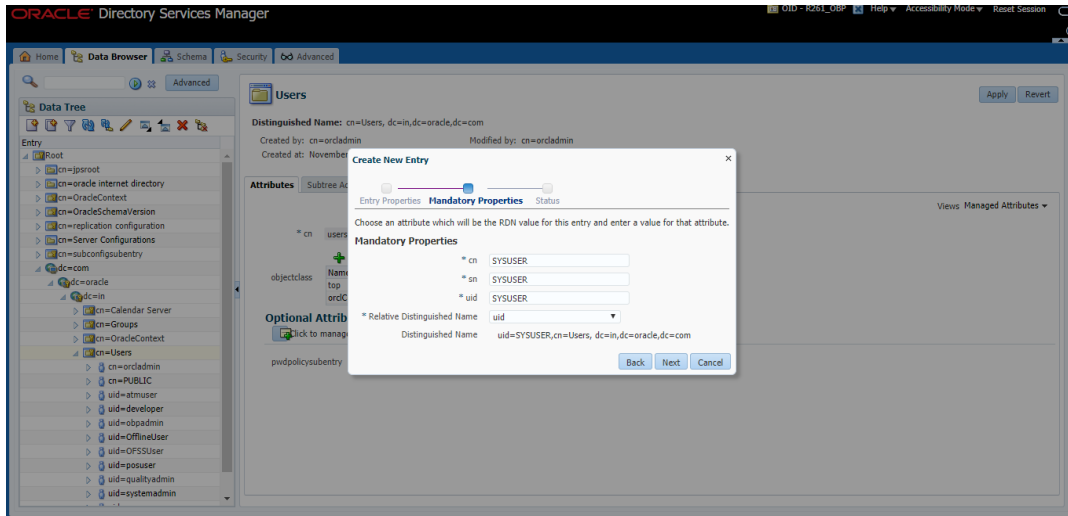 ORACLE Directory Services Manager
OID - R261_OBP Help Accessibility Mode Reset Session
Home Data Browser Schema Security Advanced
Advanced
Data Tree
Entry
Root
cn=jpsroot
cn=oracle internet directory
cn=OracleContext
cn=OracleSchemaVersion
cn=replication configuration
cn=Server Configurations
cn=subconfigsubentry
dc=com
dc=oracle
dc=in
cn=Calendar Server
cn=Groups
cn=OracleContext
cn=Users
cn=orcladmin
cn=PUBLIC
uid=atmuser
uid=developer
uid=obpadmin
uid=OfflineUser
uid=OFSSUser
uid=posuser
uid=qualityadmin
uid=systemadmin
Users
Apply Revert
Distinguished Name: cn=Users, dc=in,dc=oracle,dc=com
Created by: cn=orcladmin Modified by: cn=orcladmin
Created at: November
Attributes Subtree Ac
Views Managed Attributes
* cn users
objectclass Name
top
orclC
Optional Attrib
Click to manag
pwdpolicysubentry
Create New Entry
Entry Properties Mandatory Properties Status
Choose an attribute which will be the RDN value for this entry and enter a value for that attribute.
Mandatory Properties
* cn SYSUSER
* sn SYSUSER
* uid SYSUSER
* Relative Distinguished Name uid
Distinguished Name uid=SYSUSER,cn=Users, dc=in,dc=oracle,dc=com
Back Next Cancel